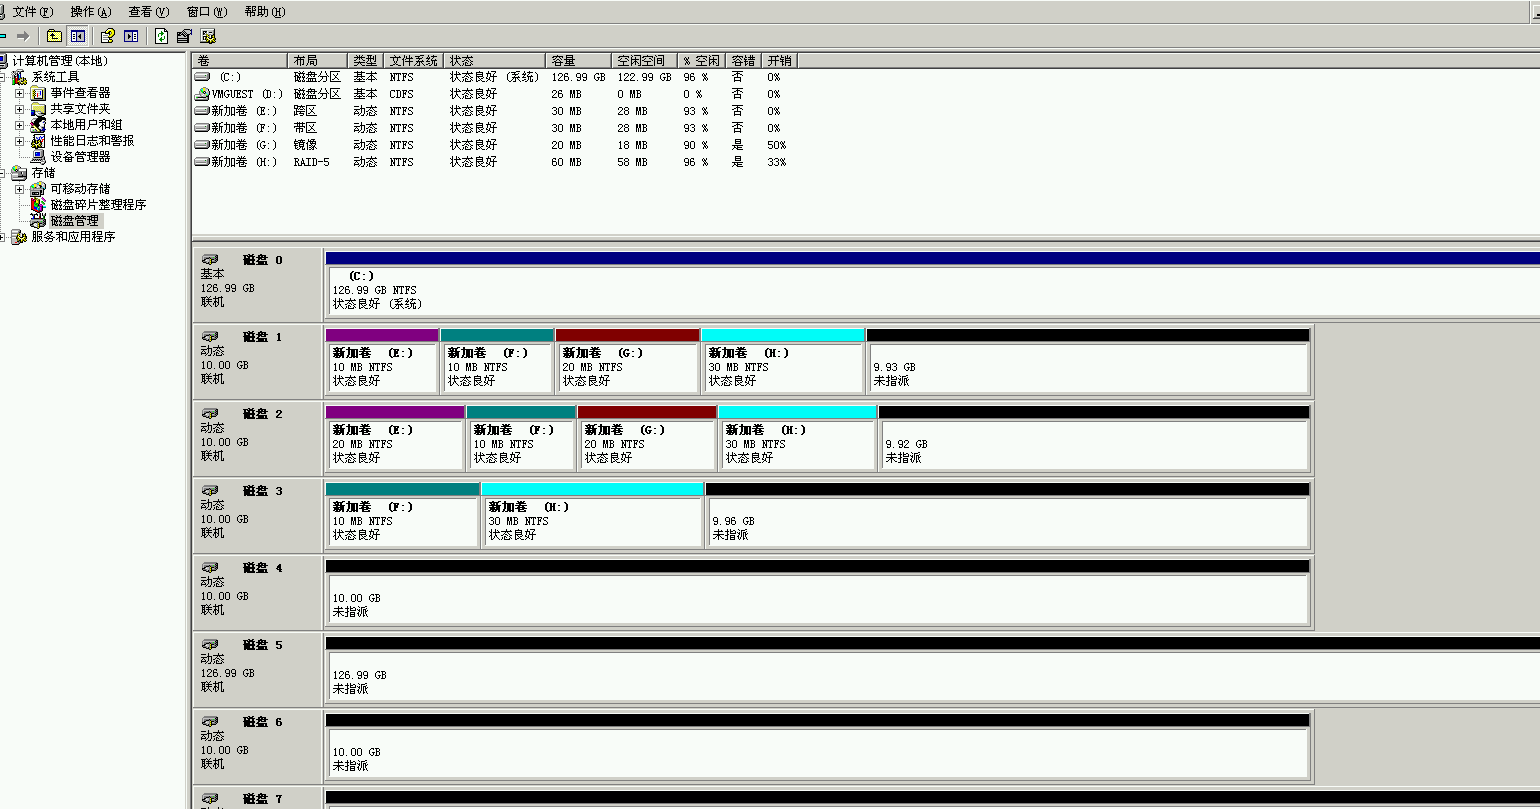 文件(F) 操作(A) 查看(V) 窗口(W) 帮助(H)
计算机管理(本地)
系统工具
事件查看器
共享文件夹
本地用户和组
性能日志和警报
设备管理器
存储
可移动存储
磁盘碎片整理程序
磁盘管理
服务和应用程序
卷 布局 类型 文件系统 状态 容量 空闲空间 % 空闲 容错 开销
(C:) 磁盘分区 基本 NTFS 状态良好 (系统) 126.99 GB 122.99 GB 96 % 否 0%
VMGUEST (D:) 磁盘分区 基本 CDFS 状态良好 26 MB 0 MB 0 % 否 0%
新加卷 (E:) 跨区 动态 NTFS 状态良好 30 MB 28 MB 93 % 否 0%
新加卷 (F:) 带区 动态 NTFS 状态良好 30 MB 28 MB 93 % 否 0%
新加卷 (G:) 镜像 动态 NTFS 状态良好 20 MB 18 MB 90 % 是 50%
新加卷 (H:) RAID-5 动态 NTFS 状态良好 60 MB 58 MB 96 % 是 33%
磁盘 0
基本
126.99 GB
联机
(C:)
126.99 GB NTFS
状态良好 (系统)
磁盘 1
动态
10.00 GB
联机
新加卷 (E:)
10 MB NTFS
状态良好
新加卷 (F:)
10 MB NTFS
状态良好
新加卷 (G:)
20 MB NTFS
状态良好
新加卷 (H:)
30 MB NTFS
状态良好
9.93 GB
未指派
磁盘 2
动态
10.00 GB
联机
新加卷 (E:)
20 MB NTFS
状态良好
新加卷 (F:)
10 MB NTFS
状态良好
新加卷 (G:)
20 MB NTFS
状态良好
新加卷 (H:)
30 MB NTFS
状态良好
9.92 GB
未指派
磁盘 3
动态
10.00 GB
联机
新加卷 (F:)
10 MB NTFS
状态良好
新加卷 (H:)
30 MB NTFS
状态良好
9.96 GB
未指派
磁盘 4
动态
10.00 GB
联机
10.00 GB
未指派
磁盘 5
动态
126.99 GB
联机
126.99 GB
未指派
磁盘 6
动态
10.00 GB
联机
10.00 GB
未指派
磁盘 7